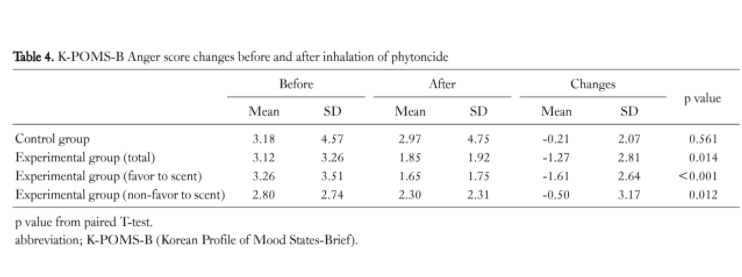 Table 4. K-POMS-B Anger score changes before and after inhalation of phytoncide
Before After Changes p value
Mean SD Mean SD Mean SD
Control group 3.18 4.57 2.97 4.75 -0.21 2.07 0.561
Experimental group (total) 3.12 3.26 1.85 1.92 -1.27 2.81 0.014
Experimental group (favor to scent) 3.26 3.51 1.65 1.75 -1.61 2.64 <0.001
Experimental group (non-favor to scent) 2.80 2.74 2.30 2.31 -0.50 3.17 0.012
p value from paired T-test.
abbreviation; K-POMS-B (Korean Profile of Mood States-Brief).